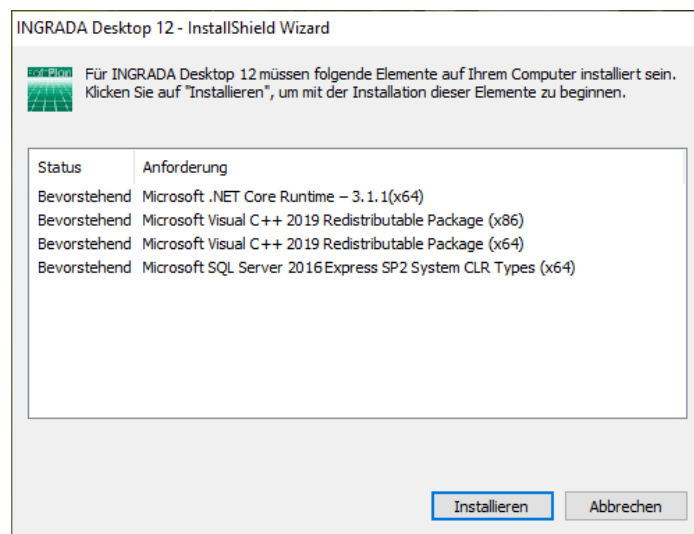 INGRADA Desktop 12 - InstallShield Wizard
Für INGRADA Desktop 12 müssen folgende Elemente auf Ihrem Computer installiert sein.
Klicken Sie auf "Installieren", um mit der Installation dieser Elemente zu beginnen.
Status Anforderung
Bevorstehend Microsoft .NET Core Runtime – 3.1.1(x64)
Bevorstehend Microsoft Visual C++ 2019 Redistributable Package (x86)
Bevorstehend Microsoft Visual C++ 2019 Redistributable Package (x64)
Bevorstehend Microsoft SQL Server 2016 Express SP2 System CLR Types (x64)
Installieren Abbrechen